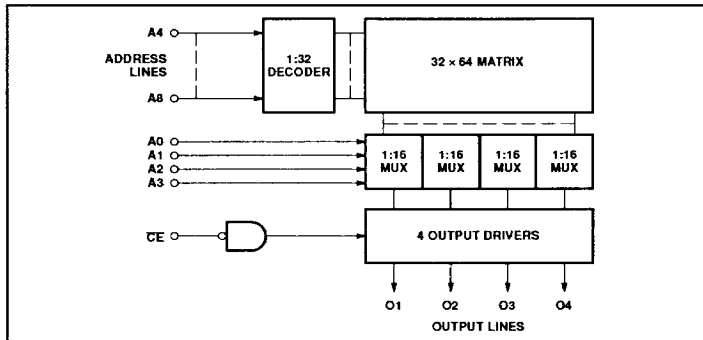 A4
ADDRESS
LINES
A8
1:32
DECODER
32 × 64 MATRIX
A0
A1
A2
A3
1:16
MUX
1:16
MUX
1:16
MUX
1:16
MUX
CE
4 OUTPUT DRIVERS
O1 O2 O3 O4
OUTPUT LINES